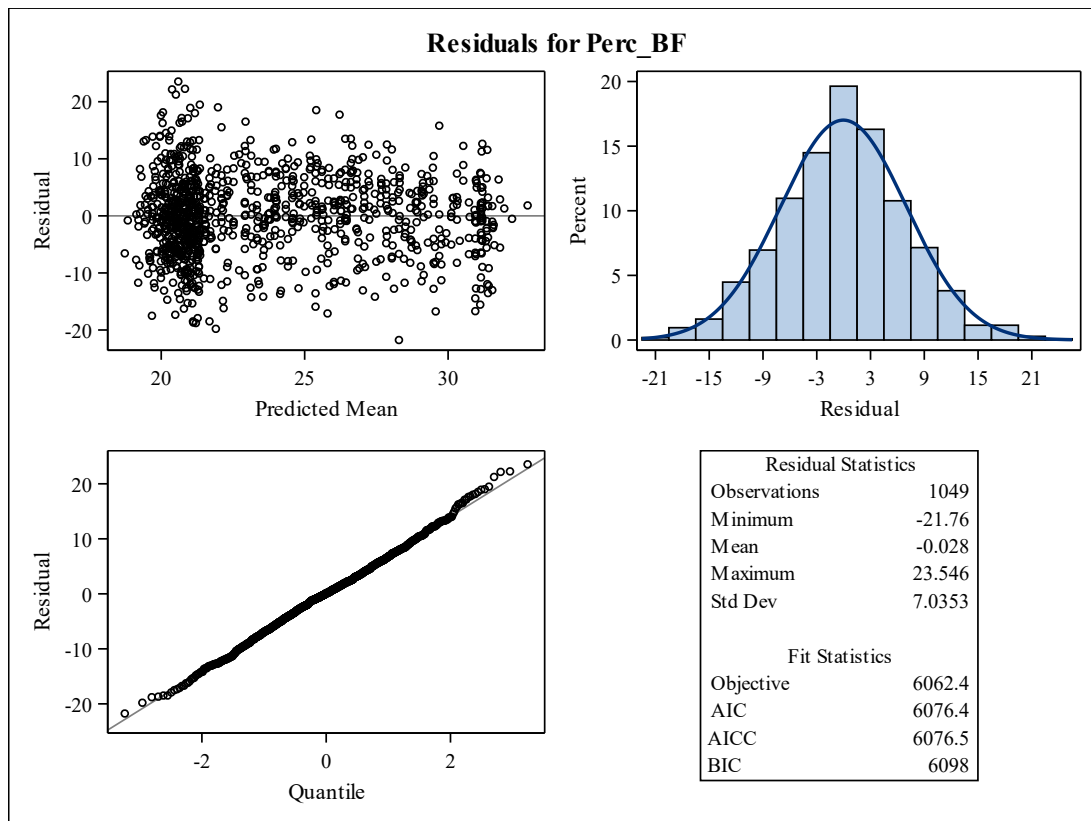 Residuals for Perc_BF
Residual
20
10
0
-10
-20
20 25 30
Predicted Mean
Percent
20
15
10
5
0
-21 -15 -9 -3 3 9 15 21
Residual
Residual
20
10
0
-10
-20
-2 0 2
Quantile
Residual Statistics
Observations 1049
Minimum -21.76
Mean -0.028
Maximum 23.546
Std Dev 7.0353
Fit Statistics
Objective 6062.4
AIC 6076.4
AICC 6076.5
BIC 6098